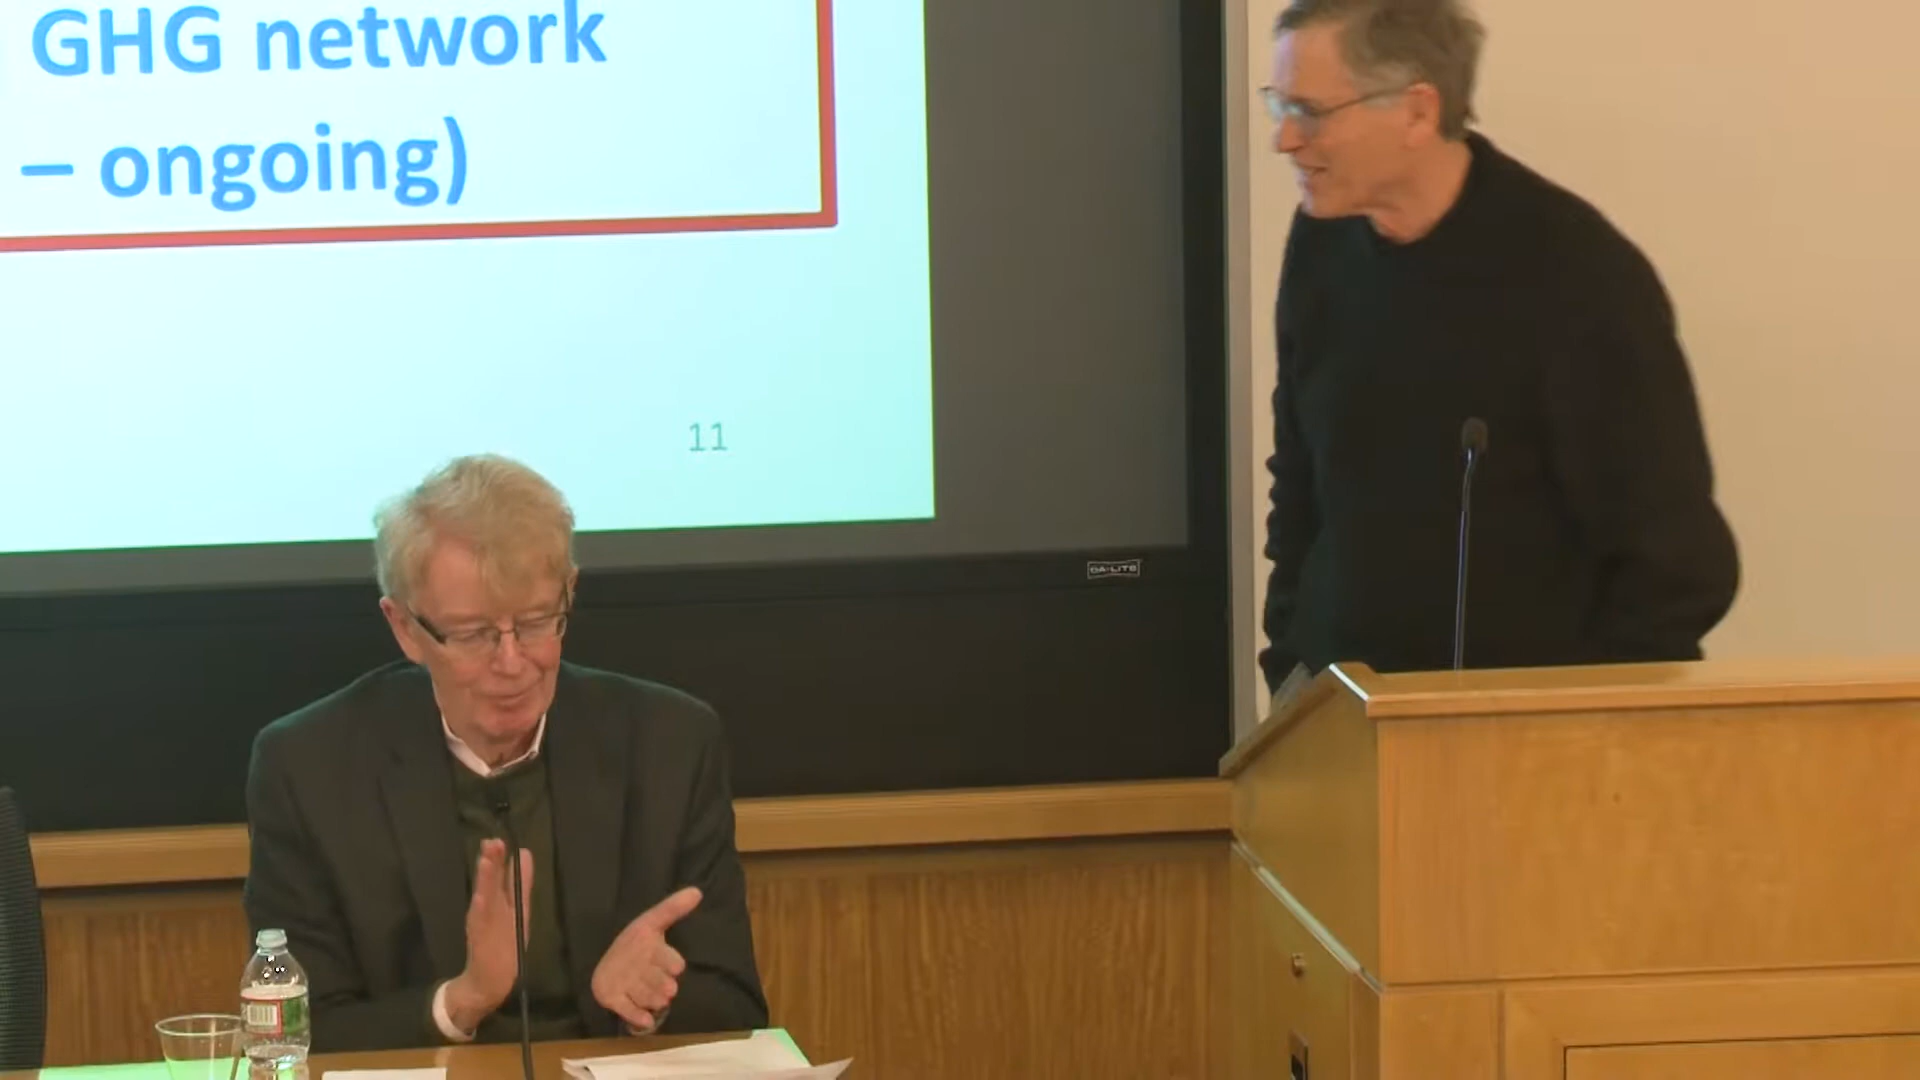 GHG network
– ongoing)
11
DA-LITE